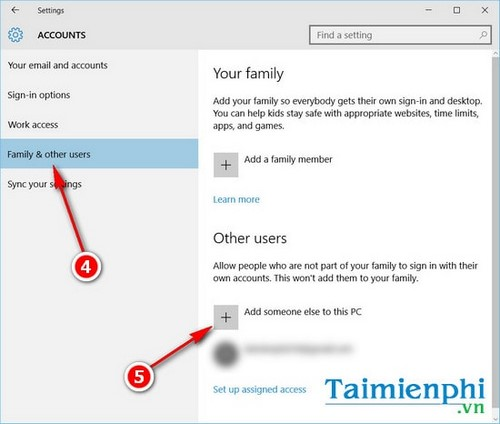 Settings
ACCOUNTS
Find a setting
Your email and accounts
Sign-in options
Work access
Family & other users
Sync your settings
Your family
Add your family so everybody gets their own sign-in and desktop.
You can help kids stay safe with appropriate websites, time limits,
apps, and games.
Add a family member
Learn more
Other users
Allow people who are not part of your family to sign in with their
own accounts. This won't add them to your family.
Add someone else to this PC
Set up assigned access
4
5
Taimienphi
.vn